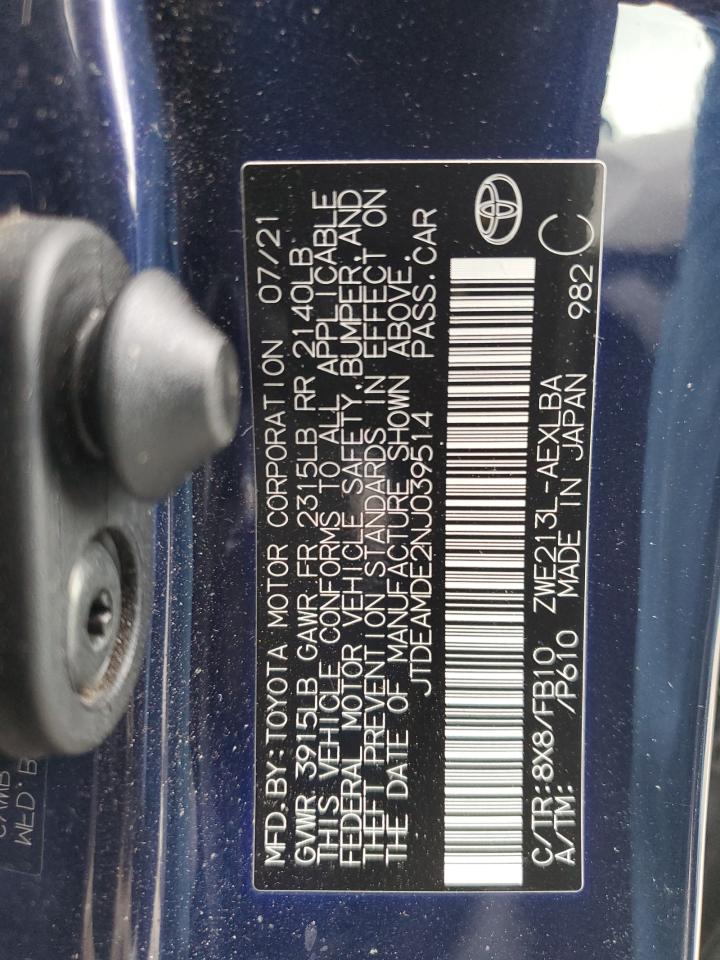 MFD.BY:TOYOTA MOTOR CORPORATION 07/21
GVWR 3915LB GAWR FR 2315LB RR 2140LB
THIS VEHICLE CONFORMS TO ALL APPLICABLE
FEDERAL MOTOR VEHICLE SAFETY,BUMPER,AND
THEFT PREVENTION STANDARDS IN EFFECT ON
THE DATE OF MANUFACTURE SHOWN ABOVE.
JTDEAMDE2NJ039514 PASS.CAR
C/TR:8X8/FB10 ZWE213L-AEXLBA
A/TM: /P610 MADE IN JAPAN 982 C